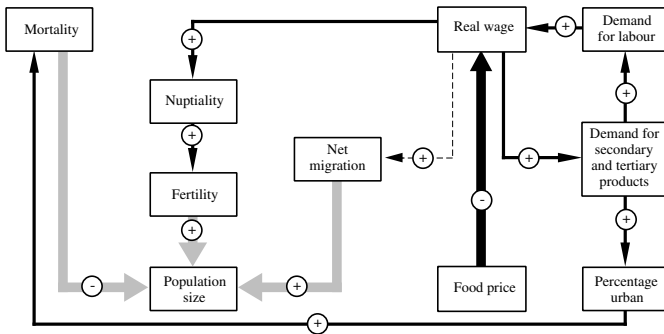 Mortality
+
Real wage
+
Demand
for labour
Nuptiality
+
+
Net
migration
+
+
Demand for
secondary
and tertiary
products
Fertility
+
-
+
-
Population
size
+
Food price
Percentage
urban
+